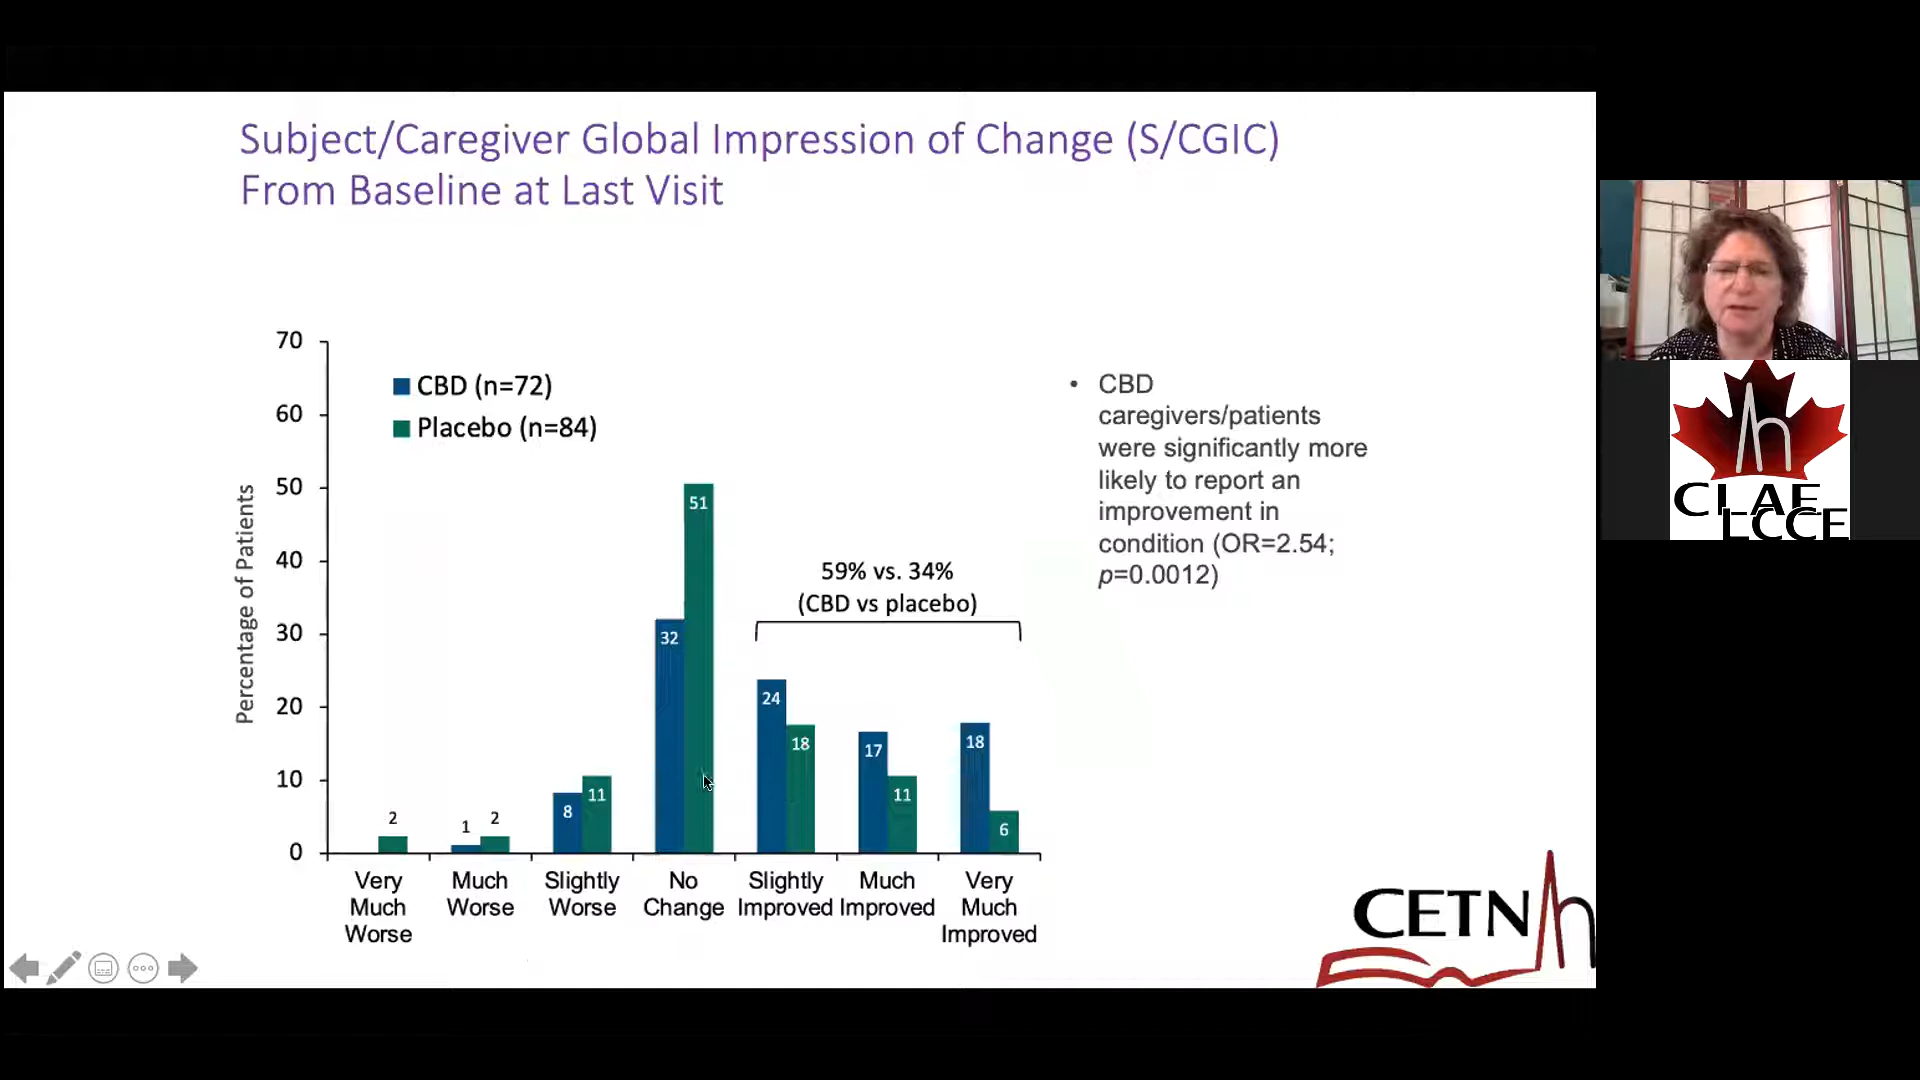 Subject/Caregiver Global Impression of Change (S/CGIC)
From Baseline at Last Visit
70
60
50
40
30
20
10
0
Percentage of Patients
CBD (n=72)
Placebo (n=84)
2
1
2
8
11
32
51
24
18
17
11
18
6
59% vs. 34%
(CBD vs placebo)
Very
Much
Worse
Much
Worse
Slightly
Worse
No
Change
Slightly
Improved
Much
Improved
Very
Much
Improved
• CBD
caregivers/patients
were significantly more
likely to report an
improvement in
condition (OR=2.54;
p=0.0012)
CETN
CLAE
LCCE